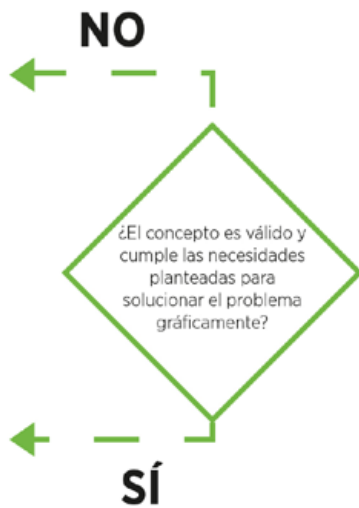 NO
¿El concepto es válido y
cumple las necesidades
planteadas para
solucionar el problema
gráficamente?
SÍ